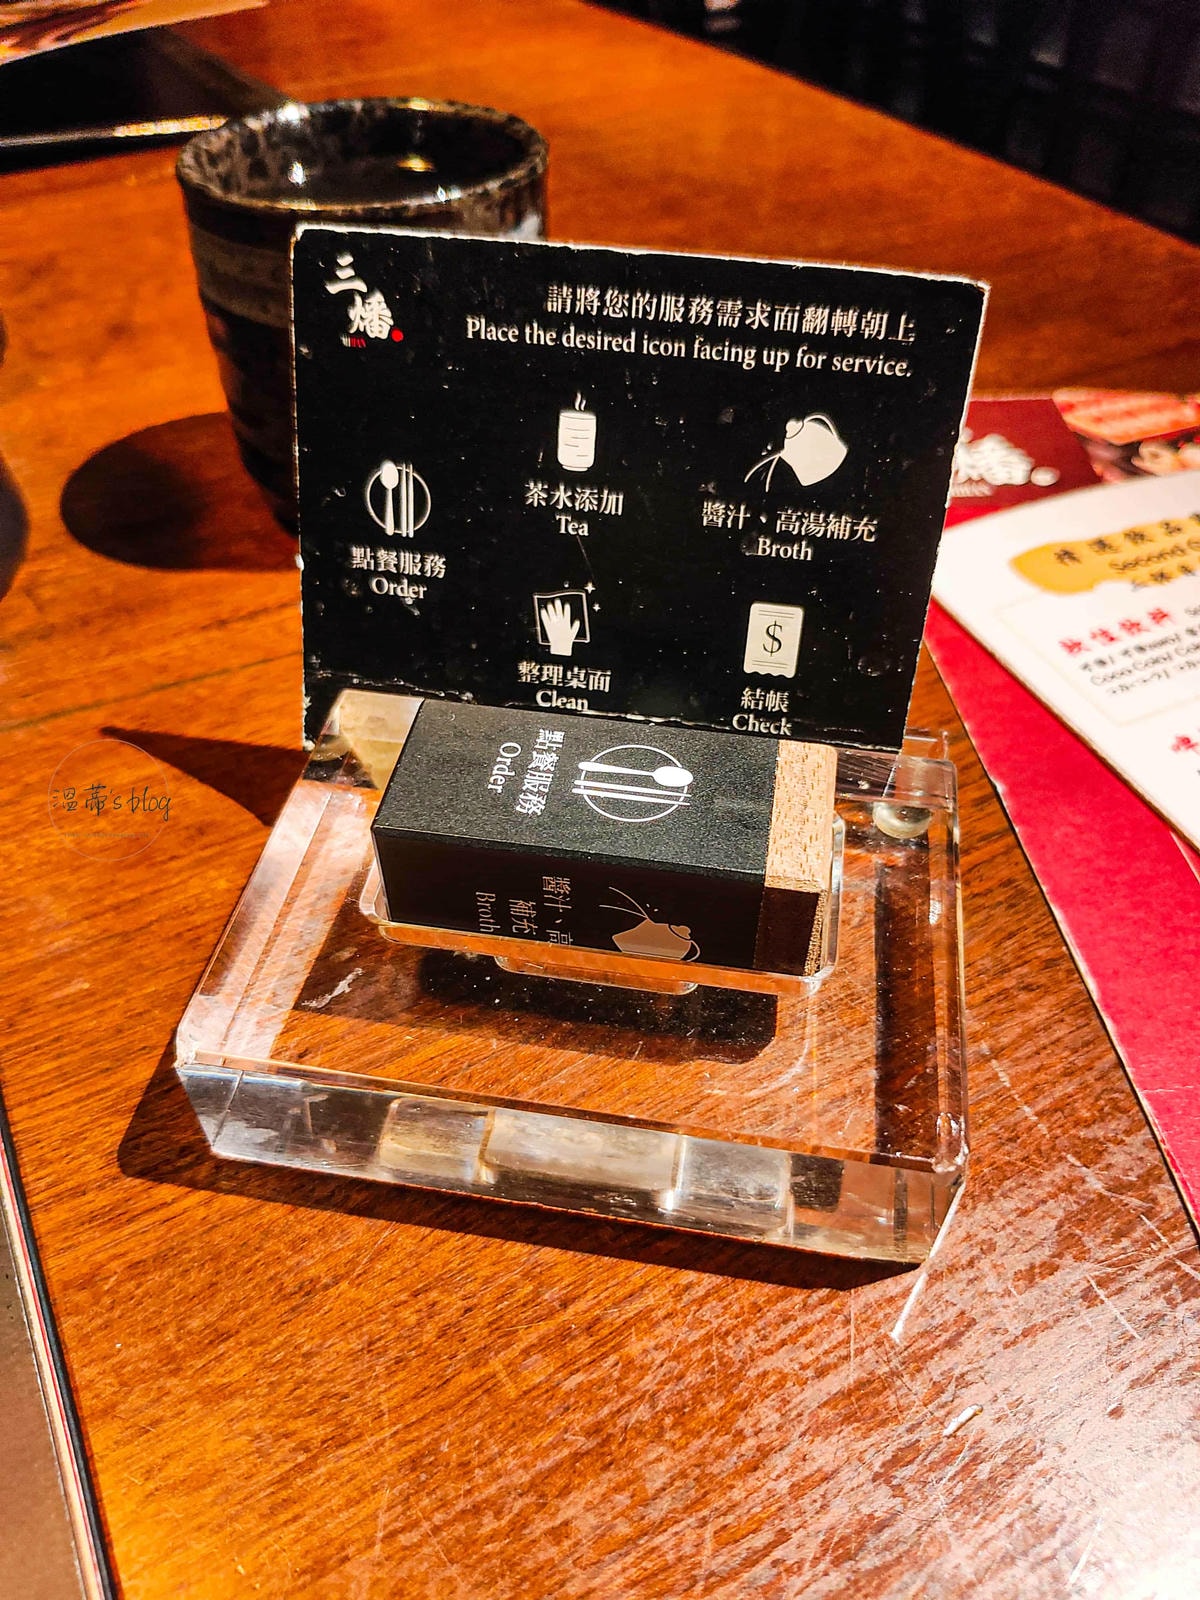 三燔
MIHAN
請將您的服務需求面翻轉朝上
Place the desired icon facing up for service.
點餐服務
Order
茶水添加
Tea
醬汁、高湯補充
Broth
整理桌面
Clean
結帳
Check
點餐服務
Order
醬汁、高
補充
Broth
燔
Second
溫蒂's blog